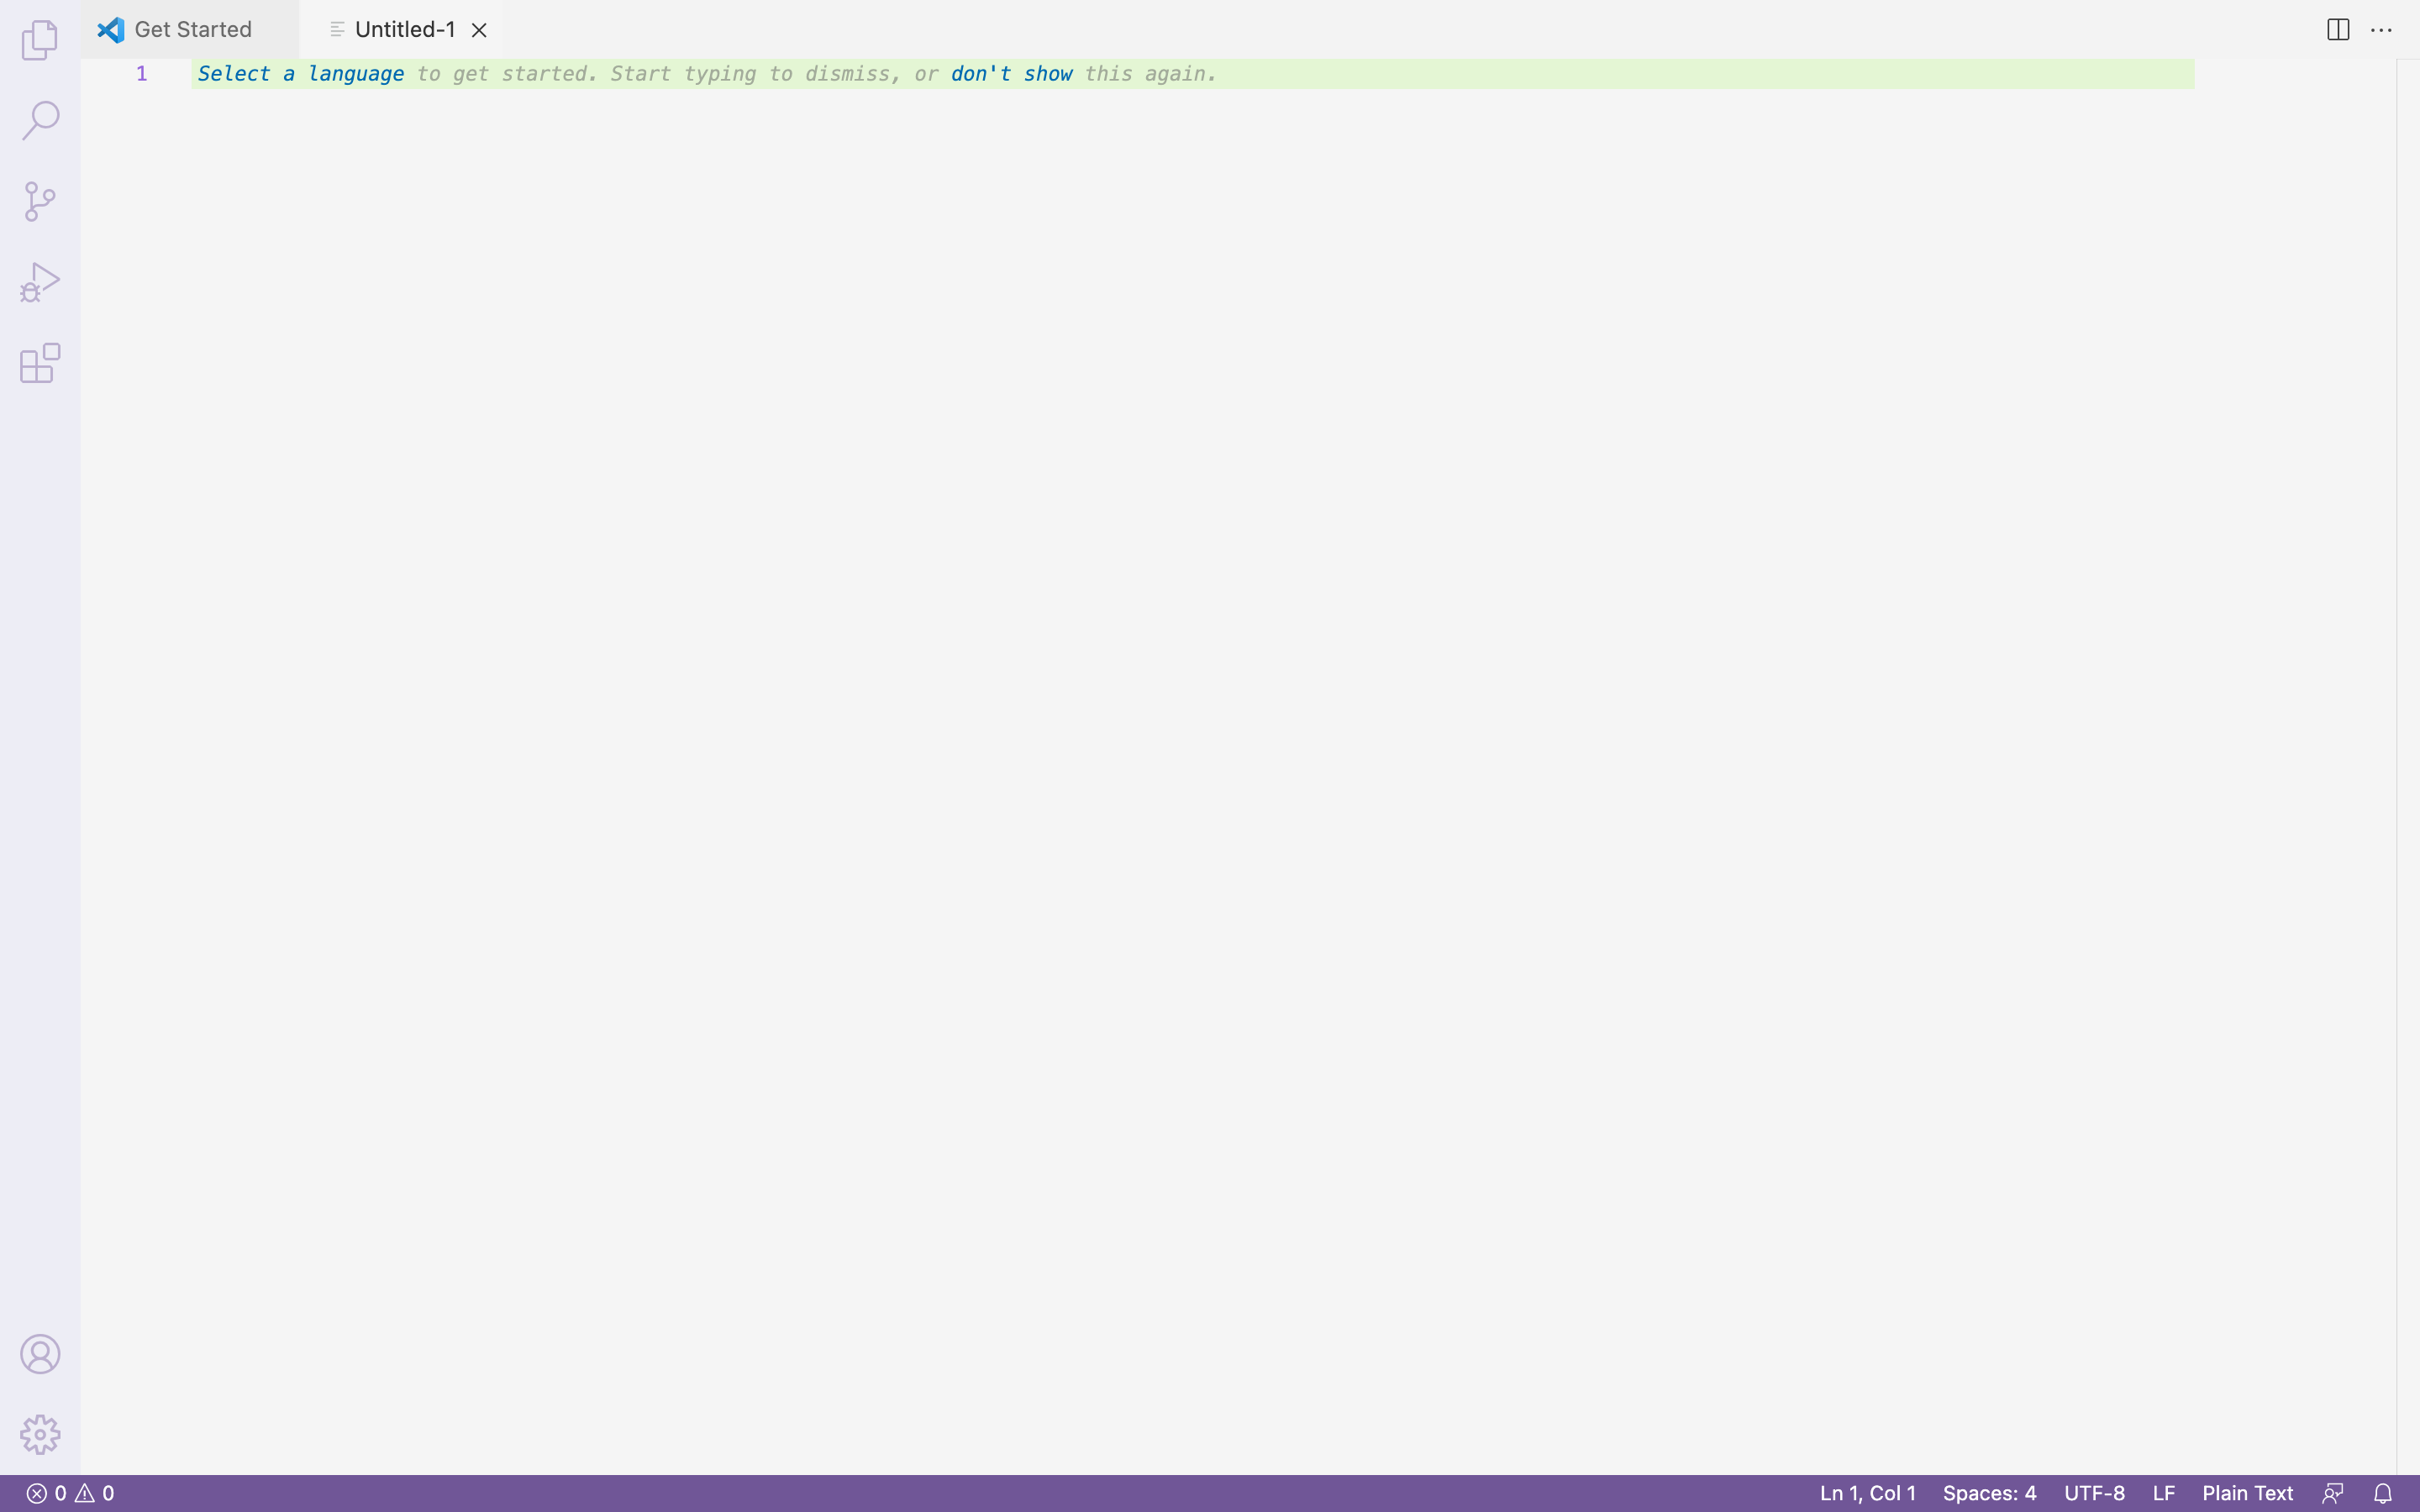 Get Started
Untitled-1
1
Select a language to get started. Start typing to dismiss, or don't show this again.
0 0
Ln 1, Col 1 Spaces: 4 UTF-8 LF Plain Text